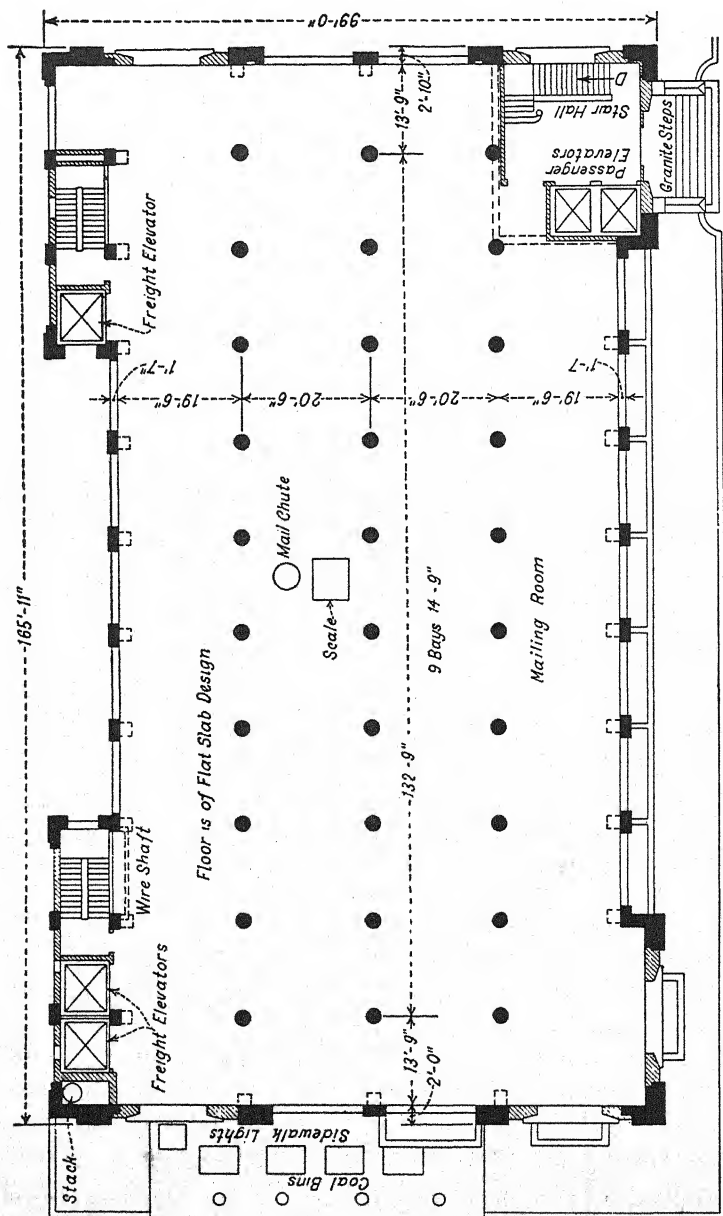 99'-0"
165'-11"
13'-9"
2'-10"
D
Stair Hall
Passenger
Elevators
Granite Steps
Freight Elevator
1'-7"
19'-6"
20'-6"
20'-6"
19'-6"
1'-7
Mail Chute
Scale
9 Bays 14'-9"
132'-9"
Mailing Room
Floor is of Flat Slab Design
Wire Shaft
Freight Elevators
13'-9"
2'-0"
Stack
Sidewalk Lights
Coal Bins